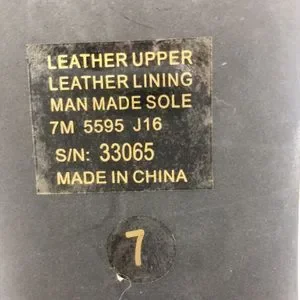 LEATHER UPPER
LEATHER LINING
MAN MADE SOLE
7M 5595 J16
S/N: 33065
MADE IN CHINA
7